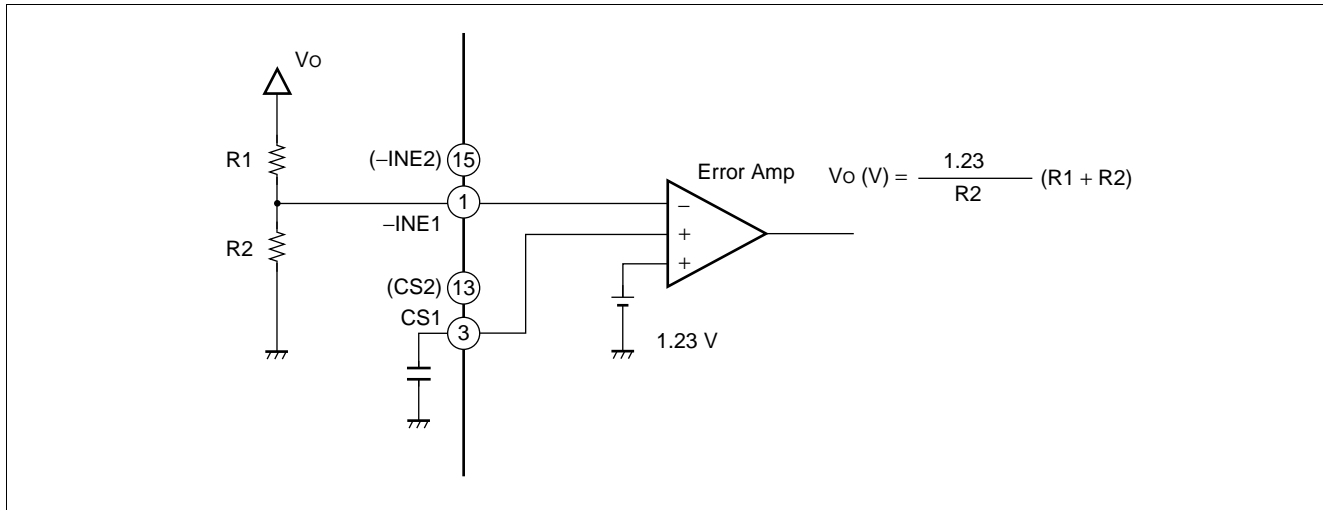 Vo
R1
(–INE2) 15
1
–INE1
R2
(CS2) 13
CS1
3
Error Amp
–
+
+
1.23 V
Vo (V) = 1.23 / R2 (R1 + R2)